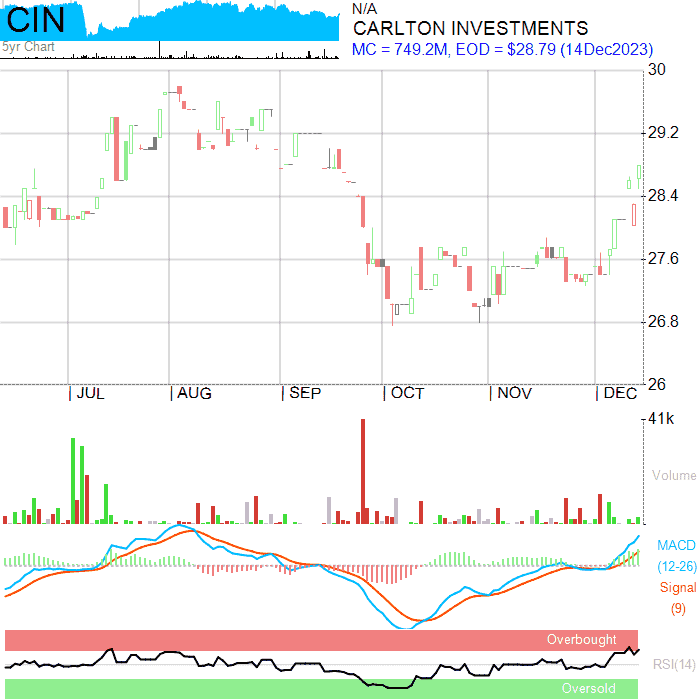 CIN
5yr Chart
N/A
CARLTON INVESTMENTS
MC = 749.2M, EOD = $28.79 (14Dec2023)
30
29.2
28.4
27.6
26.8
26
JUL AUG SEP OCT NOV DEC
41k
Volume
MACD
(12-26)
Signal
(9)
Overbought
RSI(14)
Oversold